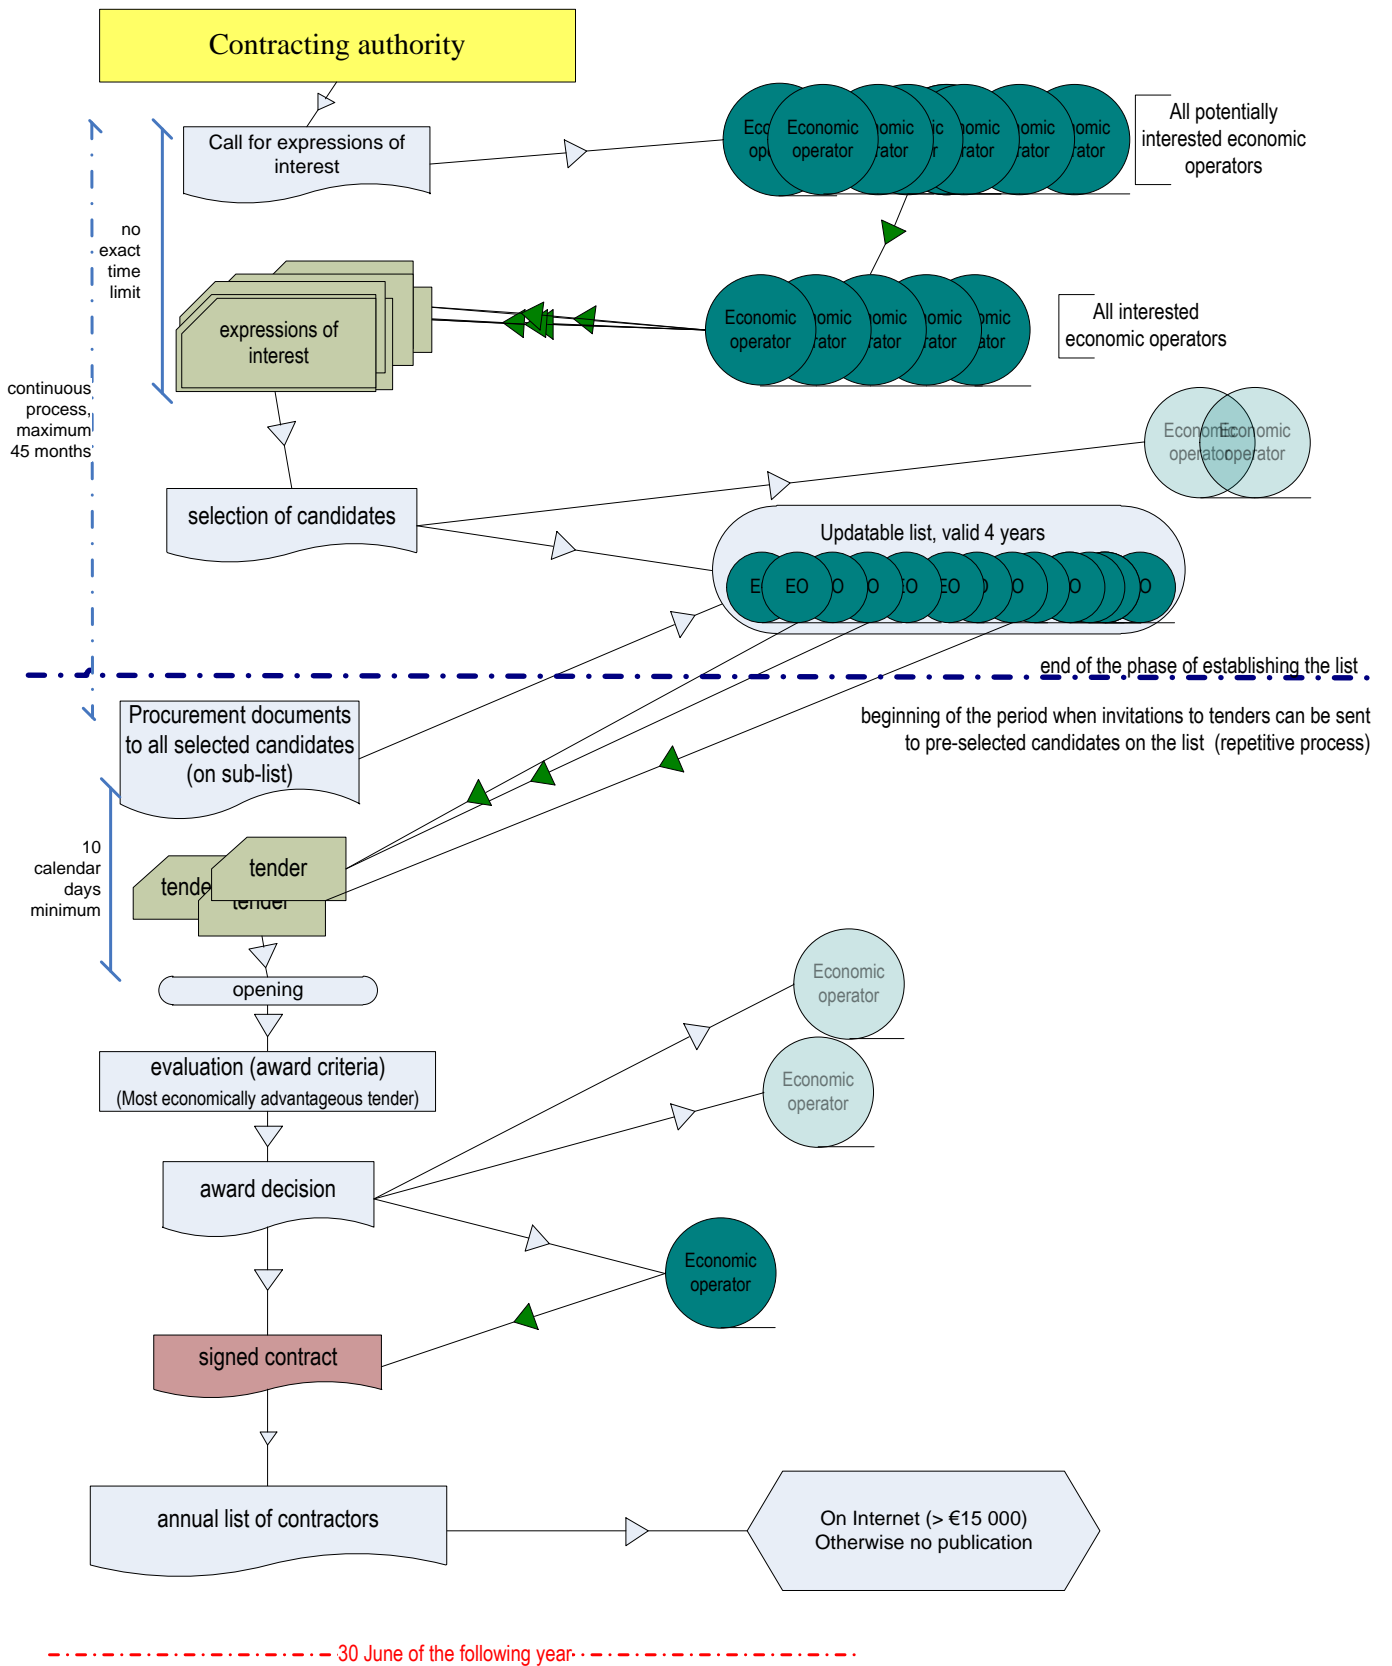 Contracting authority
Call for expressions of
interest
Economic
operator
All potentially
interested economic
operators
no
exact
time
limit
expressions of
interest
Economic
operator
All interested
economic operators
continuous
process,
maximum
45 months
Economic
operator
Economic
operator
selection of candidates
Updatable list, valid 4 years
EO
EO
end of the phase of establishing the list
Procurement documents
to all selected candidates
(on sub-list)
beginning of the period when invitations to tenders can be sent
to pre-selected candidates on the list (repetitive process)
10
calendar
days
minimum
tender
tender
opening
Economic
operator
evaluation (award criteria)
(Most economically advantageous tender)
Economic
operator
award decision
Economic
operator
signed contract
annual list of contractors
On Internet (> €15 000)
Otherwise no publication
30 June of the following year